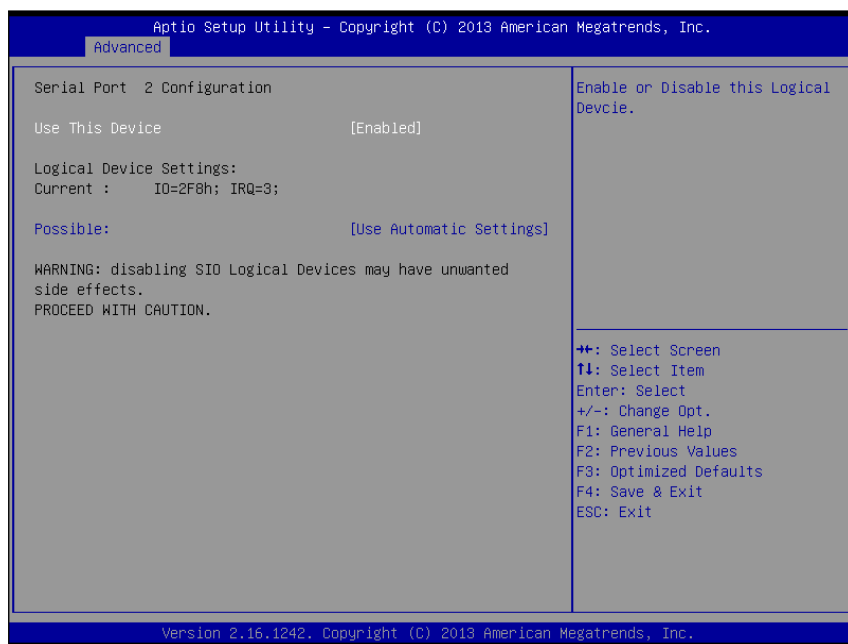 Aptio Setup Utility – Copyright (C) 2013 American Megatrends, Inc.
Advanced
Serial Port 2 Configuration
Use This Device [Enabled]
Logical Device Settings:
Current : IO=2F8h; IRQ=3;
Possible: [Use Automatic Settings]
WARNING: disabling SIO Logical Devices may have unwanted
side effects.
PROCEED WITH CAUTION.
Enable or Disable this Logical
Devcie.
→←: Select Screen
↑↓: Select Item
Enter: Select
+/-: Change Opt.
F1: General Help
F2: Previous Values
F3: Optimized Defaults
F4: Save & Exit
ESC: Exit
Version 2.16.1242. Copyright (C) 2013 American Megatrends, Inc.